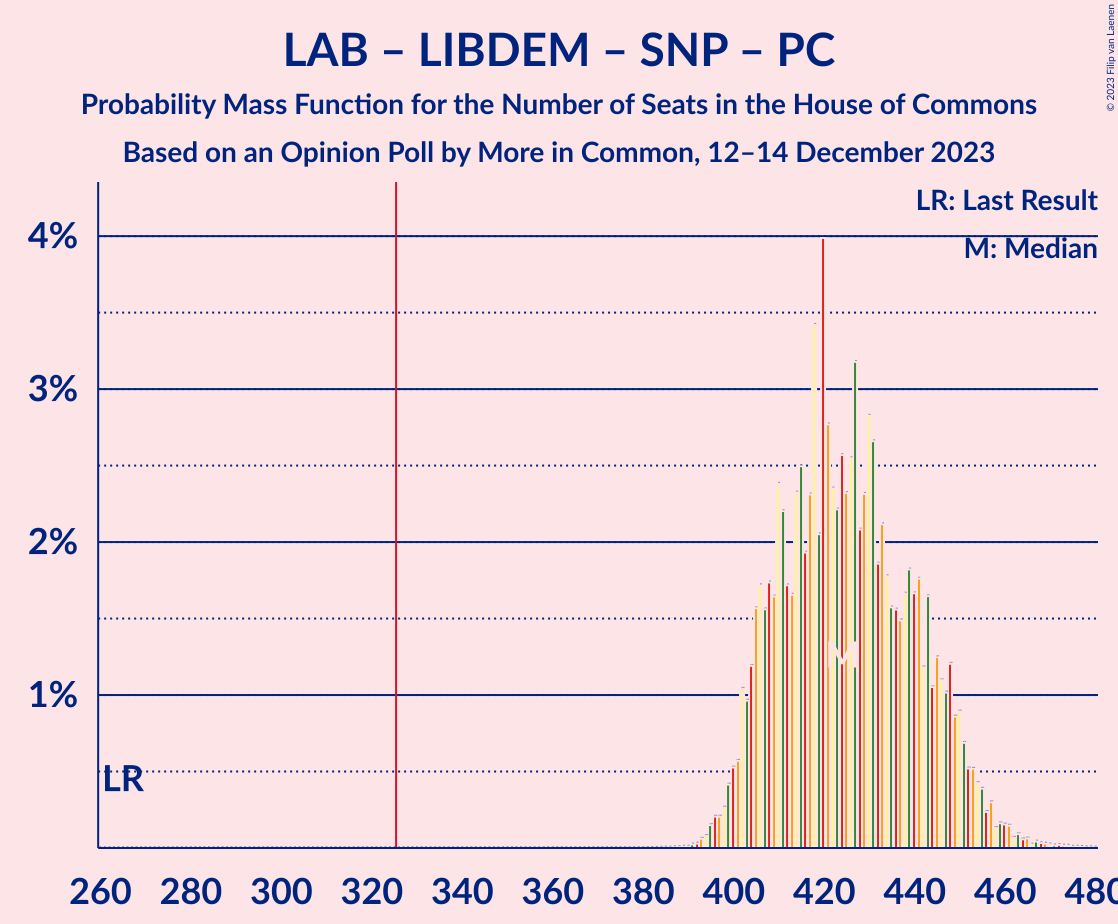 LAB – LIBDEM – SNP – PC
Probability Mass Function for the Number of Seats in the House of Commons
Based on an Opinion Poll by More in Common, 12–14 December 2023
© 2023 Filip van Laenen
LR: Last Result
M: Median
4%
3%
2%
1%
M
LR
260 280 300 320 340 360 380 400 420 440 460 480